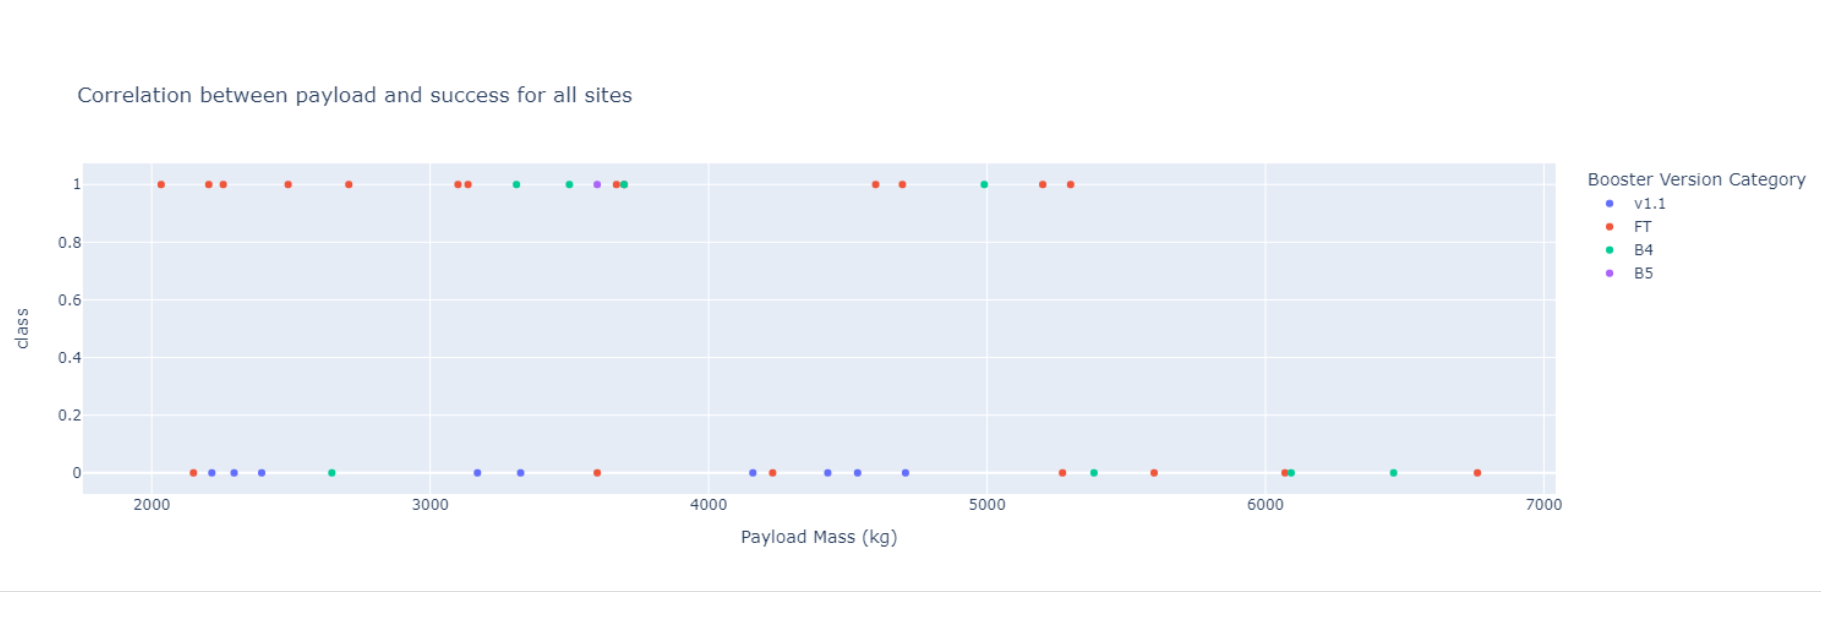 Correlation between payload and success for all sites
1
0.8
0.6
0.4
0.2
0
class
2000 3000 4000 5000 6000 7000
Payload Mass (kg)
Booster Version Category
v1.1
FT
B4
B5